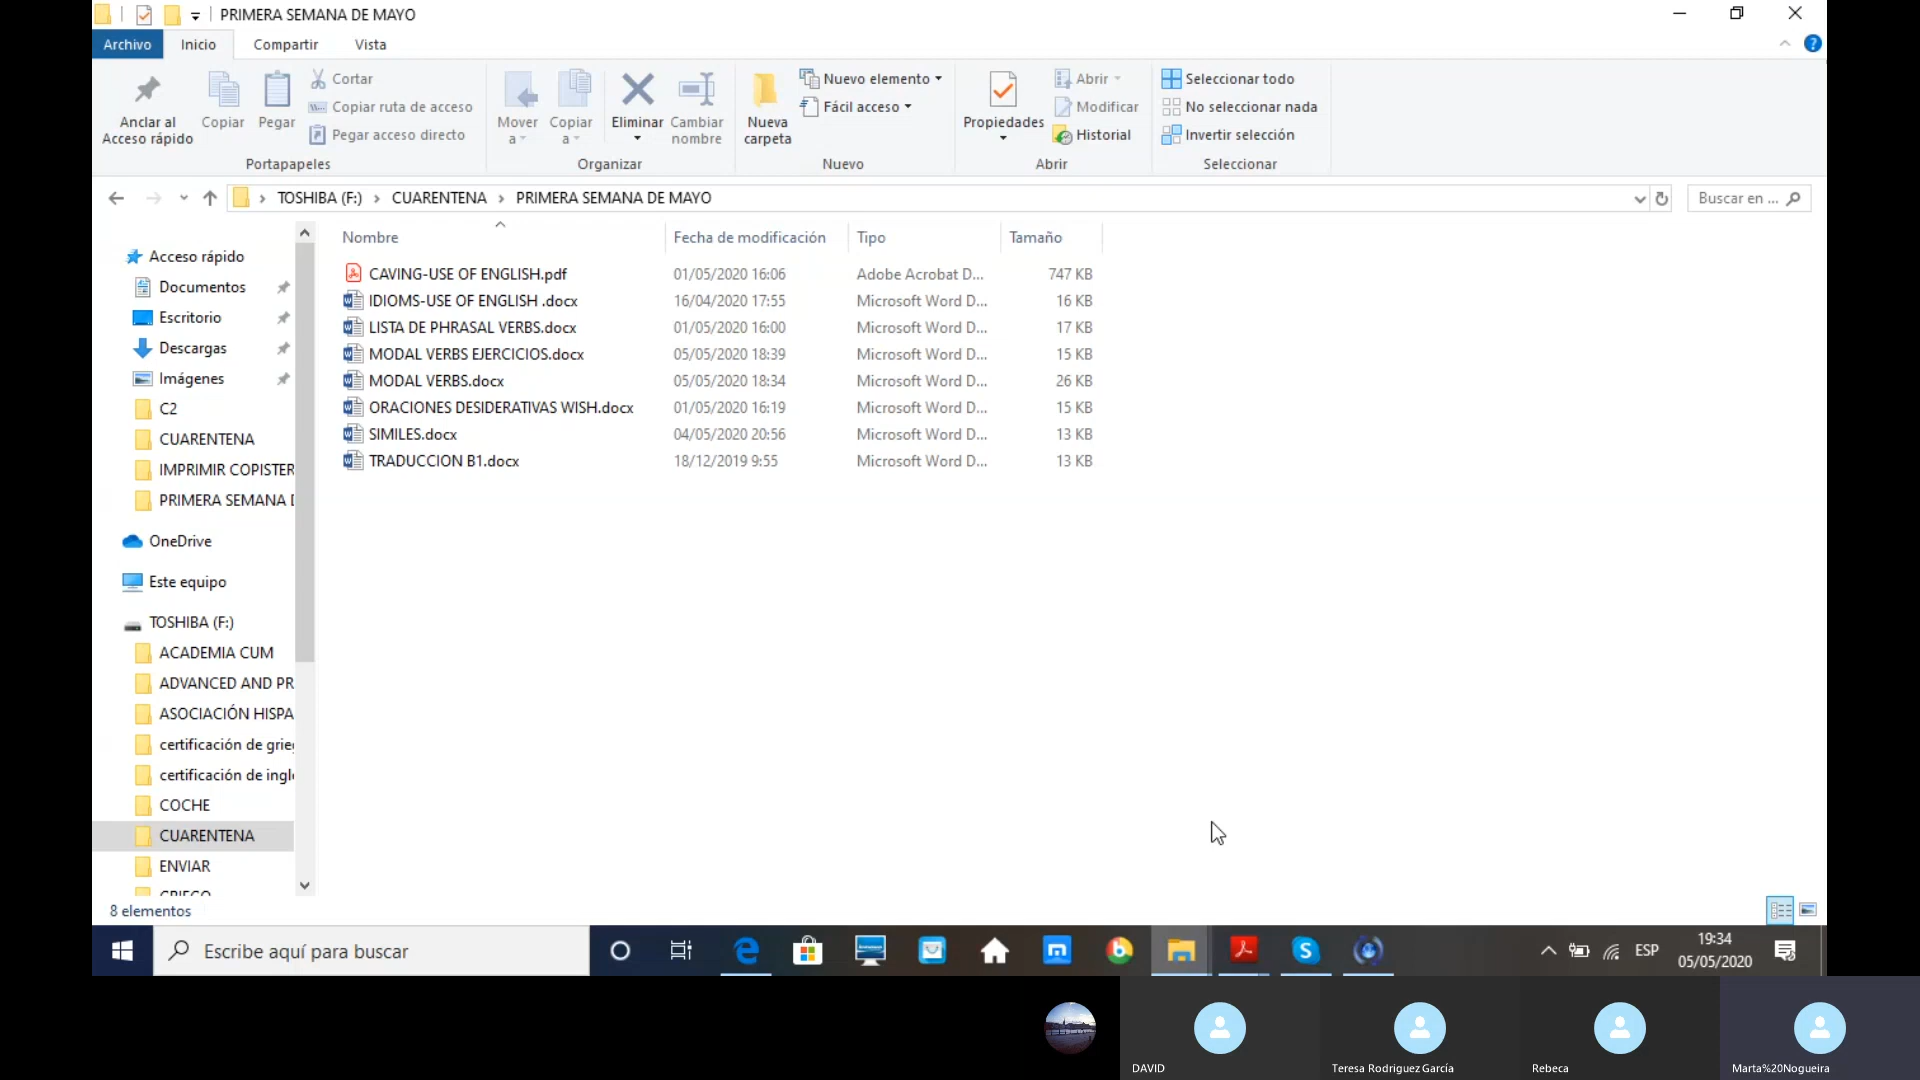 PRIMERA SEMANA DE MAYO
Archivo Inicio Compartir Vista
Anclar al Acceso rápido
Copiar
Pegar
Cortar
Copiar ruta de acceso
Pegar acceso directo
Portapapeles
Mover a
Copiar a
Eliminar
Cambiar nombre
Organizar
Nueva carpeta
Nuevo elemento
Fácil acceso
Nuevo
Propiedades
Abrir
Modificar
Historial
Abrir
Seleccionar todo
No seleccionar nada
Invertir selección
Seleccionar
TOSHIBA (F:) > CUARENTENA > PRIMERA SEMANA DE MAYO
Buscar en ...
Acceso rápido
Documentos
Escritorio
Descargas
Imágenes
C2
CUARENTENA
IMPRIMIR COPISTER
PRIMERA SEMANA D
OneDrive
Este equipo
TOSHIBA (F:)
ACADEMIA CUM
ADVANCED AND PR
ASOCIACIÓN HISPA
certificación de grie
certificación de ingl
COCHE
CUARENTENA
ENVIAR
GRIEGO
Nombre Fecha de modificación Tipo Tamaño
CAVING-USE OF ENGLISH.pdf 01/05/2020 16:06 Adobe Acrobat D... 747 KB
IDIOMS-USE OF ENGLISH .docx 16/04/2020 17:55 Microsoft Word D... 16 KB
LISTA DE PHRASAL VERBS.docx 01/05/2020 16:00 Microsoft Word D... 17 KB
MODAL VERBS EJERCICIOS.docx 05/05/2020 18:39 Microsoft Word D... 15 KB
MODAL VERBS.docx 05/05/2020 18:34 Microsoft Word D... 26 KB
ORACIONES DESIDERATIVAS WISH.docx 01/05/2020 16:19 Microsoft Word D... 15 KB
SIMILES.docx 04/05/2020 20:56 Microsoft Word D... 13 KB
TRADUCCION B1.docx 18/12/2019 9:55 Microsoft Word D... 13 KB
8 elementos
Escribe aquí para buscar
ESP
19:34
05/05/2020
DAVID
Teresa Rodriguez García
Rebeca
Marta%20Nogueira